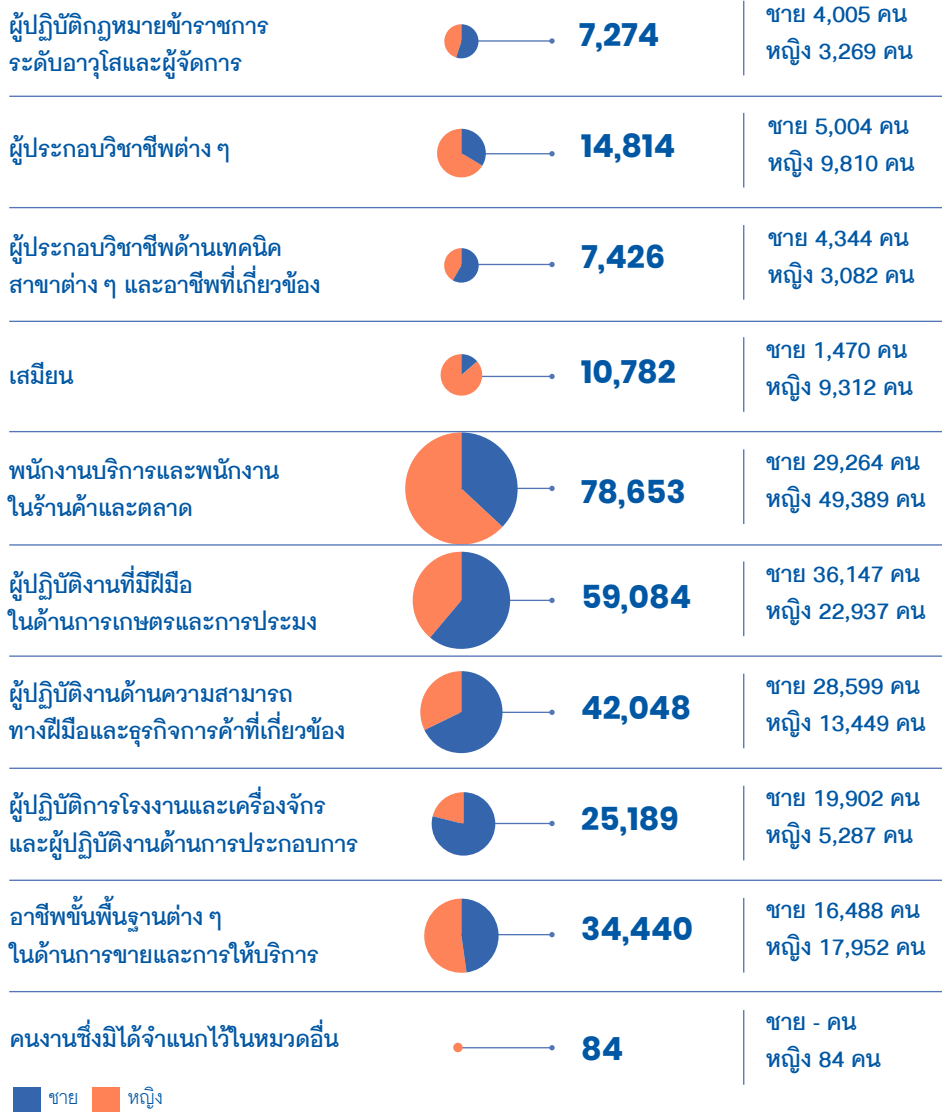 ผู้ปฏิบัติกฎหมายข้าราชการ
ระดับอาวุโสและผู้จัดการ
7,274
ชาย 4,005 คน
หญิง 3,269 คน
ผู้ประกอบวิชาชีพต่าง ๆ
14,814
ชาย 5,004 คน
หญิง 9,810 คน
ผู้ประกอบวิชาชีพด้านเทคนิค
สาขาต่าง ๆ และอาชีพที่เกี่ยวข้อง
7,426
ชาย 4,344 คน
หญิง 3,082 คน
เสมียน
10,782
ชาย 1,470 คน
หญิง 9,312 คน
พนักงานบริการและพนักงาน
ในร้านค้าและตลาด
78,653
ชาย 29,264 คน
หญิง 49,389 คน
ผู้ปฏิบัติงานที่มีฝีมือ
ในด้านการเกษตรและการประมง
59,084
ชาย 36,147 คน
หญิง 22,937 คน
ผู้ปฏิบัติงานด้านความสามารถ
ทางฝีมือและธุรกิจการค้าที่เกี่ยวข้อง
42,048
ชาย 28,599 คน
หญิง 13,449 คน
ผู้ปฏิบัติการโรงงานและเครื่องจักร
และผู้ปฏิบัติงานด้านการประกอบการ
25,189
ชาย 19,902 คน
หญิง 5,287 คน
อาชีพขั้นพื้นฐานต่าง ๆ
ในด้านการขายและการให้บริการ
34,440
ชาย 16,488 คน
หญิง 17,952 คน
คนงานซึ่งมิได้จำแนกไว้ในหมวดอื่น
84
ชาย - คน
หญิง 84 คน
ชาย หญิง